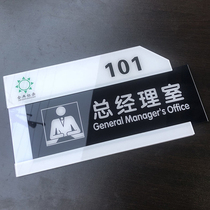 101
总经理室
General Manager's Office